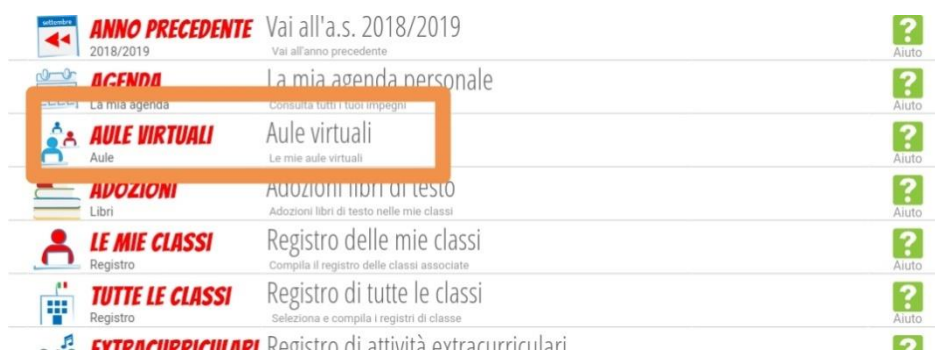 settembre
ANNO PRECEDENTE Vai all'a.s. 2018/2019
2018/2019 Vai all'anno precedente Aiuto
AGENDA La mia agenda personale
La mia agenda Consulta tutti i tuoi impegni Aiuto
AULE VIRTUALI Aule virtuali
Aule Le mie aule virtuali Aiuto
ADOZIONI Adozioni libri di testo
Libri Adozioni libri di testo nelle mie classi Aiuto
LE MIE CLASSI Registro delle mie classi
Registro Compila il registro delle classi associate Aiuto
TUTTE LE CLASSI Registro di tutte le classi
Registro Seleziona e compila i registri di classe Aiuto
EXTRACURRICULARI Registro di attività extracurriculari